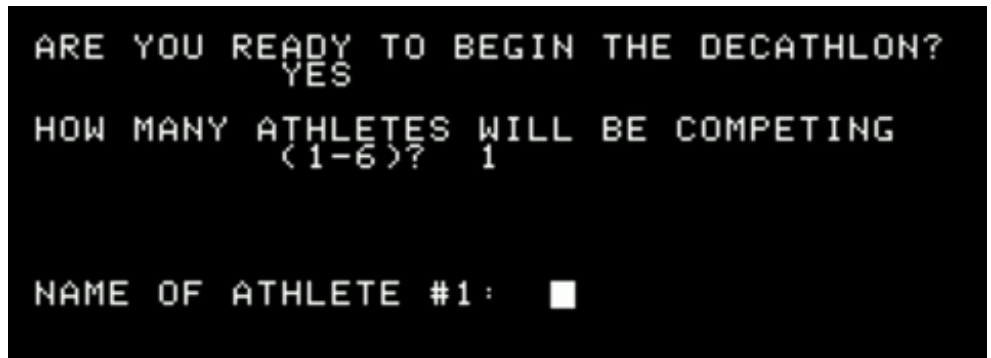 ARE YOU READY TO BEGIN THE DECATHLON?
YES
HOW MANY ATHLETES WILL BE COMPETING
(1-6)? 1
NAME OF ATHLETE #1: